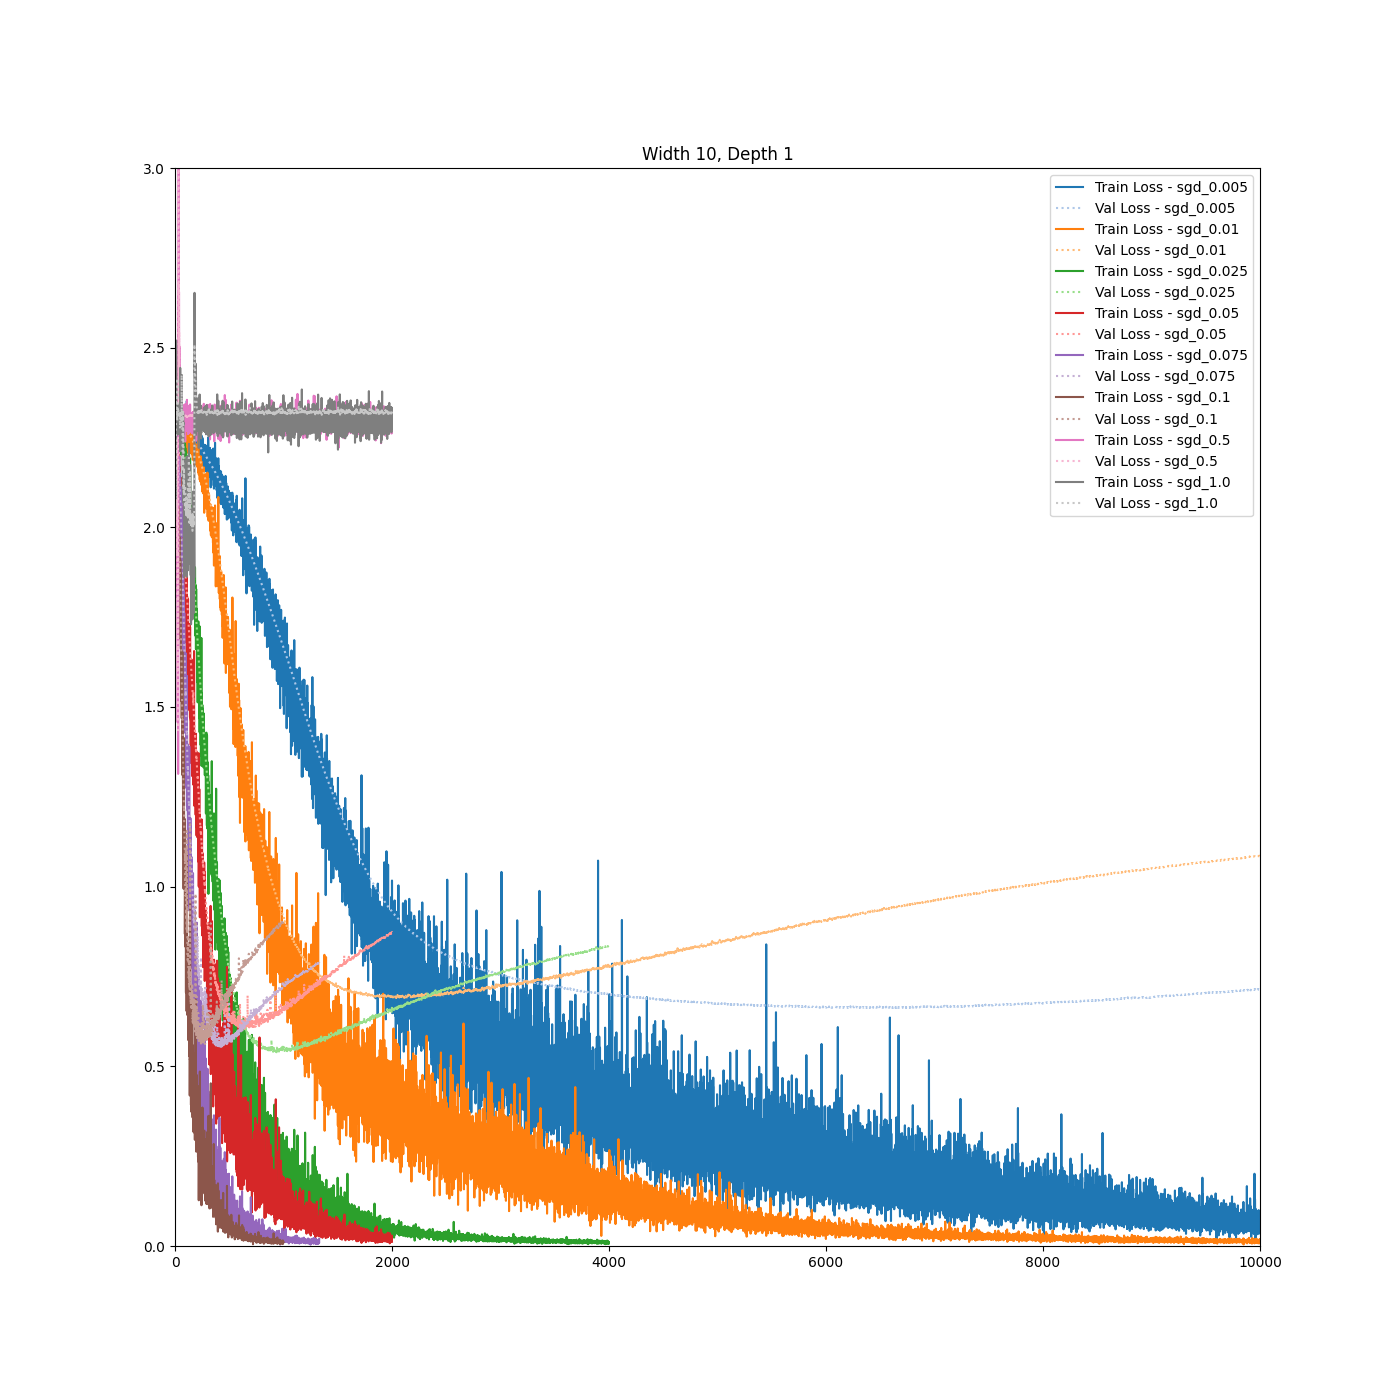 Width 10, Depth 1
3.0
2.5
2.0
1.5
1.0
0.5
0.0
0 2000 4000 6000 8000 10000
Train Loss - sgd_0.005
Val Loss - sgd_0.005
Train Loss - sgd_0.01
Val Loss - sgd_0.01
Train Loss - sgd_0.025
Val Loss - sgd_0.025
Train Loss - sgd_0.05
Val Loss - sgd_0.05
Train Loss - sgd_0.075
Val Loss - sgd_0.075
Train Loss - sgd_0.1
Val Loss - sgd_0.1
Train Loss - sgd_0.5
Val Loss - sgd_0.5
Train Loss - sgd_1.0
Val Loss - sgd_1.0